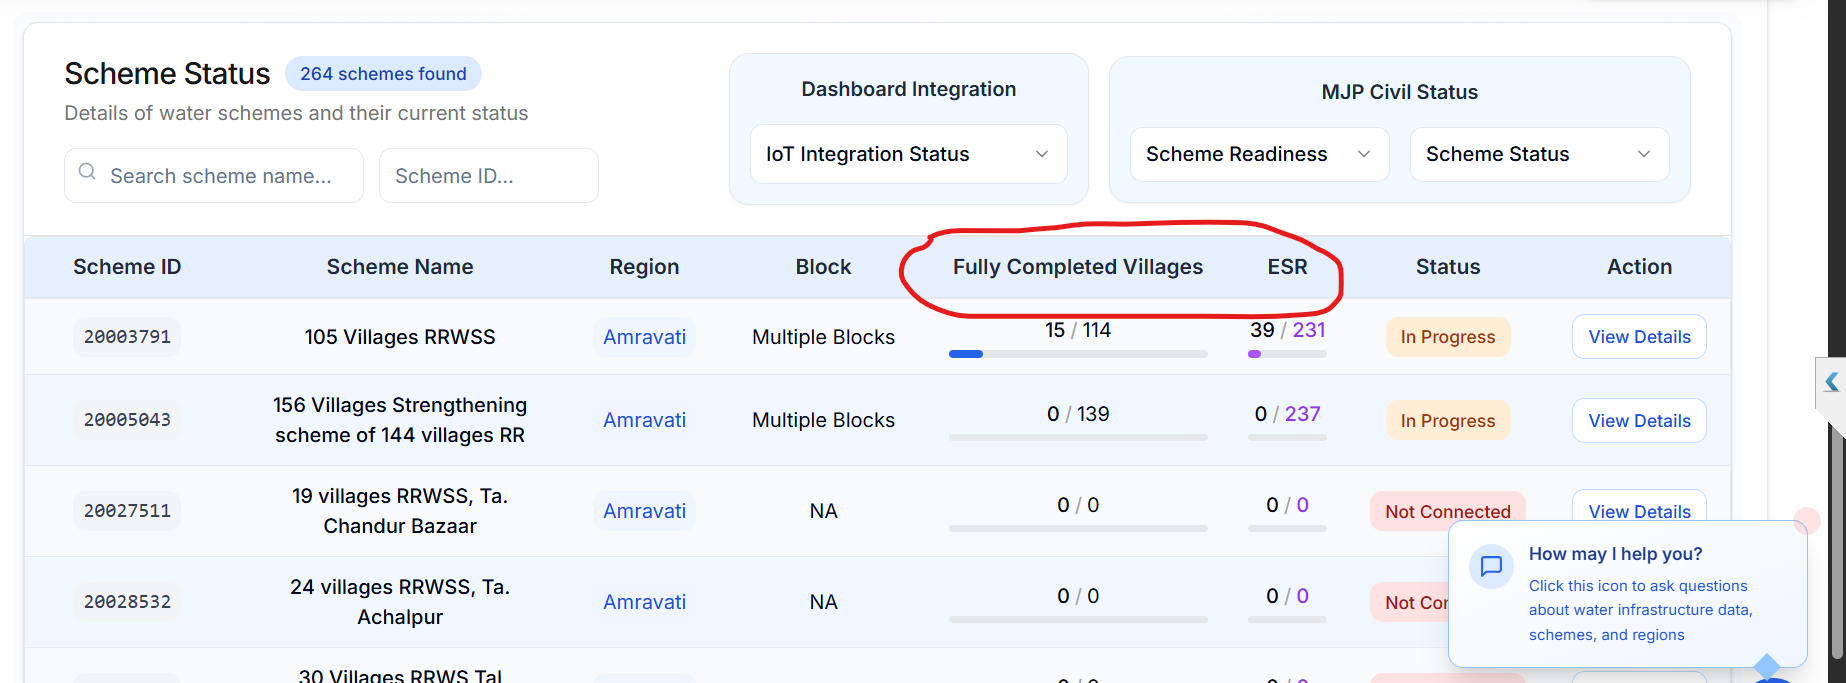 Scheme Status
264 schemes found
Details of water schemes and their current status
Search scheme name...
Scheme ID...
Dashboard Integration
IoT Integration Status
MJP Civil Status
Scheme Readiness
Scheme Status
Scheme ID Scheme Name Region Block Fully Completed Villages ESR Status Action
20003791 105 Villages RRWSS Amravati Multiple Blocks 15 / 114 39 / 231 In Progress View Details
20005043 156 Villages Strengthening
scheme of 144 villages RR Amravati Multiple Blocks 0 / 139 0 / 237 In Progress View Details
20027511 19 villages RRWSS, Ta.
Chandur Bazaar Amravati NA 0 / 0 0 / 0 Not Connected View Details
20028532 24 villages RRWSS, Ta.
Achalpur Amravati NA 0 / 0 0 / 0 Not
30 Villages RRWS Tal
How may I help you?
Click this icon to ask questions
about water infrastructure data,
schemes, and regions